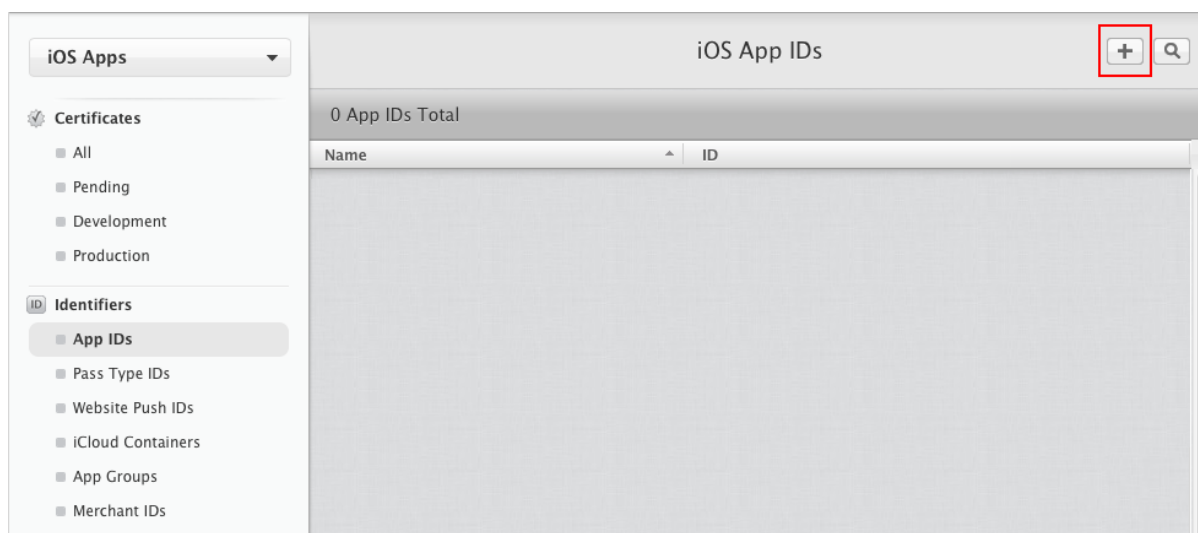 iOS Apps
Certificates
All
Pending
Development
Production
ID Identifiers
App IDs
Pass Type IDs
Website Push IDs
iCloud Containers
App Groups
Merchant IDs
iOS App IDs
0 App IDs Total
Name ID